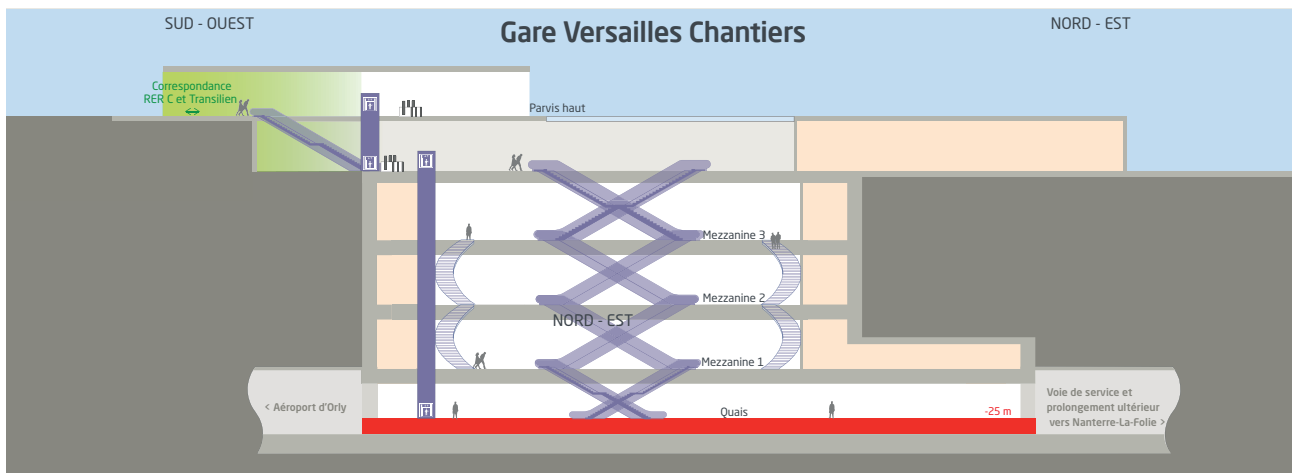 SUD - OUEST
Gare Versailles Chantiers
NORD - EST
Correspondance
RER C et Transilien
Parvis haut
Mezzanine 3
Mezzanine 2
NORD - EST
Mezzanine 1
< Aéroport d'Orly
Quais
-25 m
Voie de service et
prolongement ultérieur
vers Nanterre-La-Folie >